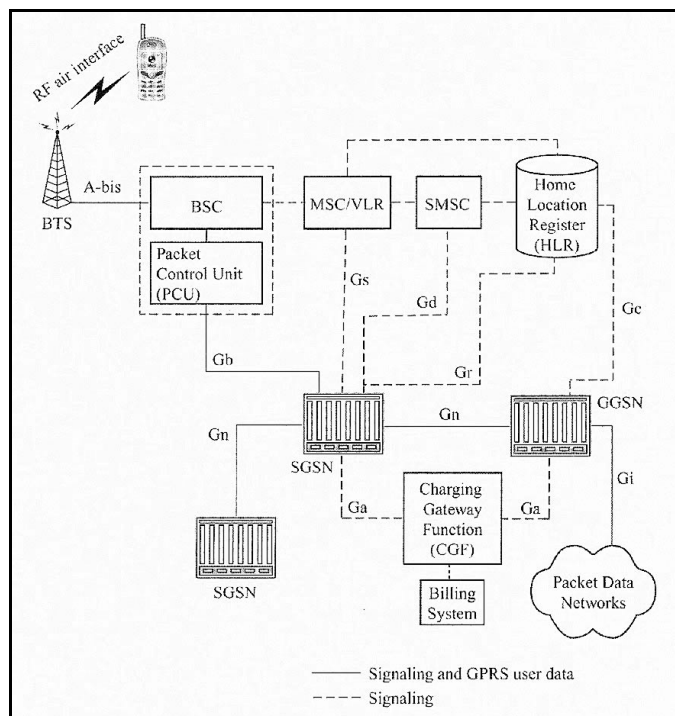 RF air interface
A-bis
BTS
BSC
Packet
Control Unit
(PCU)
MSC/VLR
SMSC
Home
Location
Register
(HLR)
Gs
Gd
Gr
Gc
Gb
Gn
SGSN
Gn
GGSN
Gi
Ga
Charging
Gateway
Function
(CGF)
Ga
SGSN
Billing
System
Packet Data
Networks
Signaling and GPRS user data
Signaling